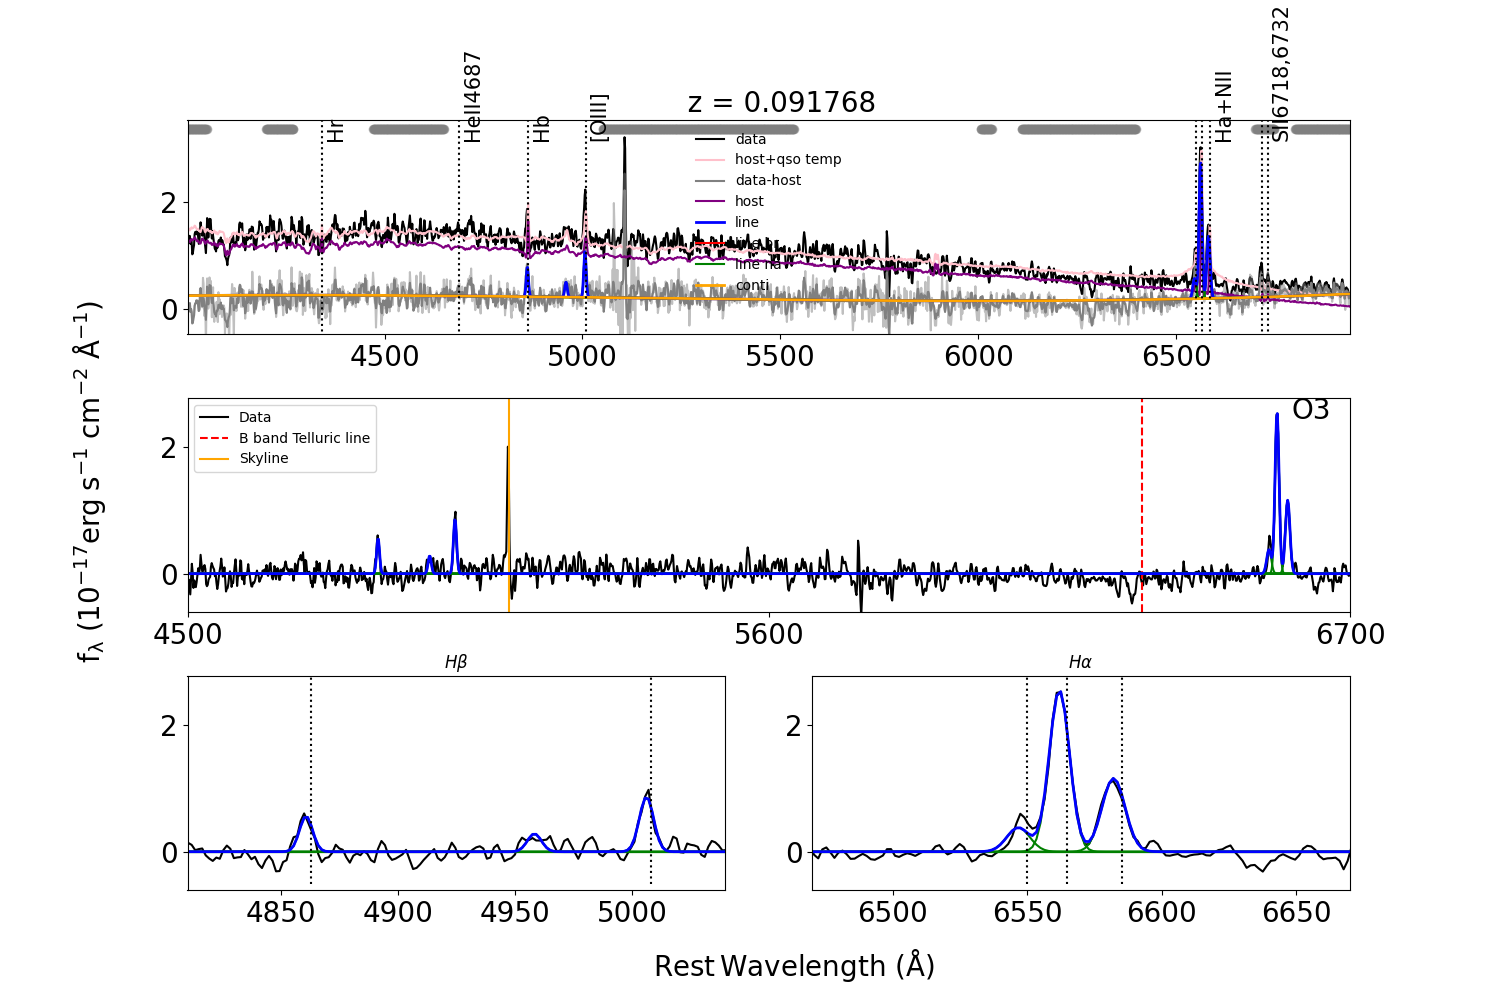 z = 0.091768
Hr
HeII4687
Hb
[OIII]
Ha+NII
SII6718,6732
data
host+qso temp
data-host
host
line
line br
line na
conti
2
0
4500
5000
5500
6000
6500
Data
B band Telluric line
Skyline
O3
2
0
4500
5600
6700
fλ (10⁻¹⁷erg s⁻¹ cm⁻² Å⁻¹)
Hβ
2
0
4850
4900
4950
5000
Hα
2
0
6500
6550
6600
6650
Rest Wavelength (Å)